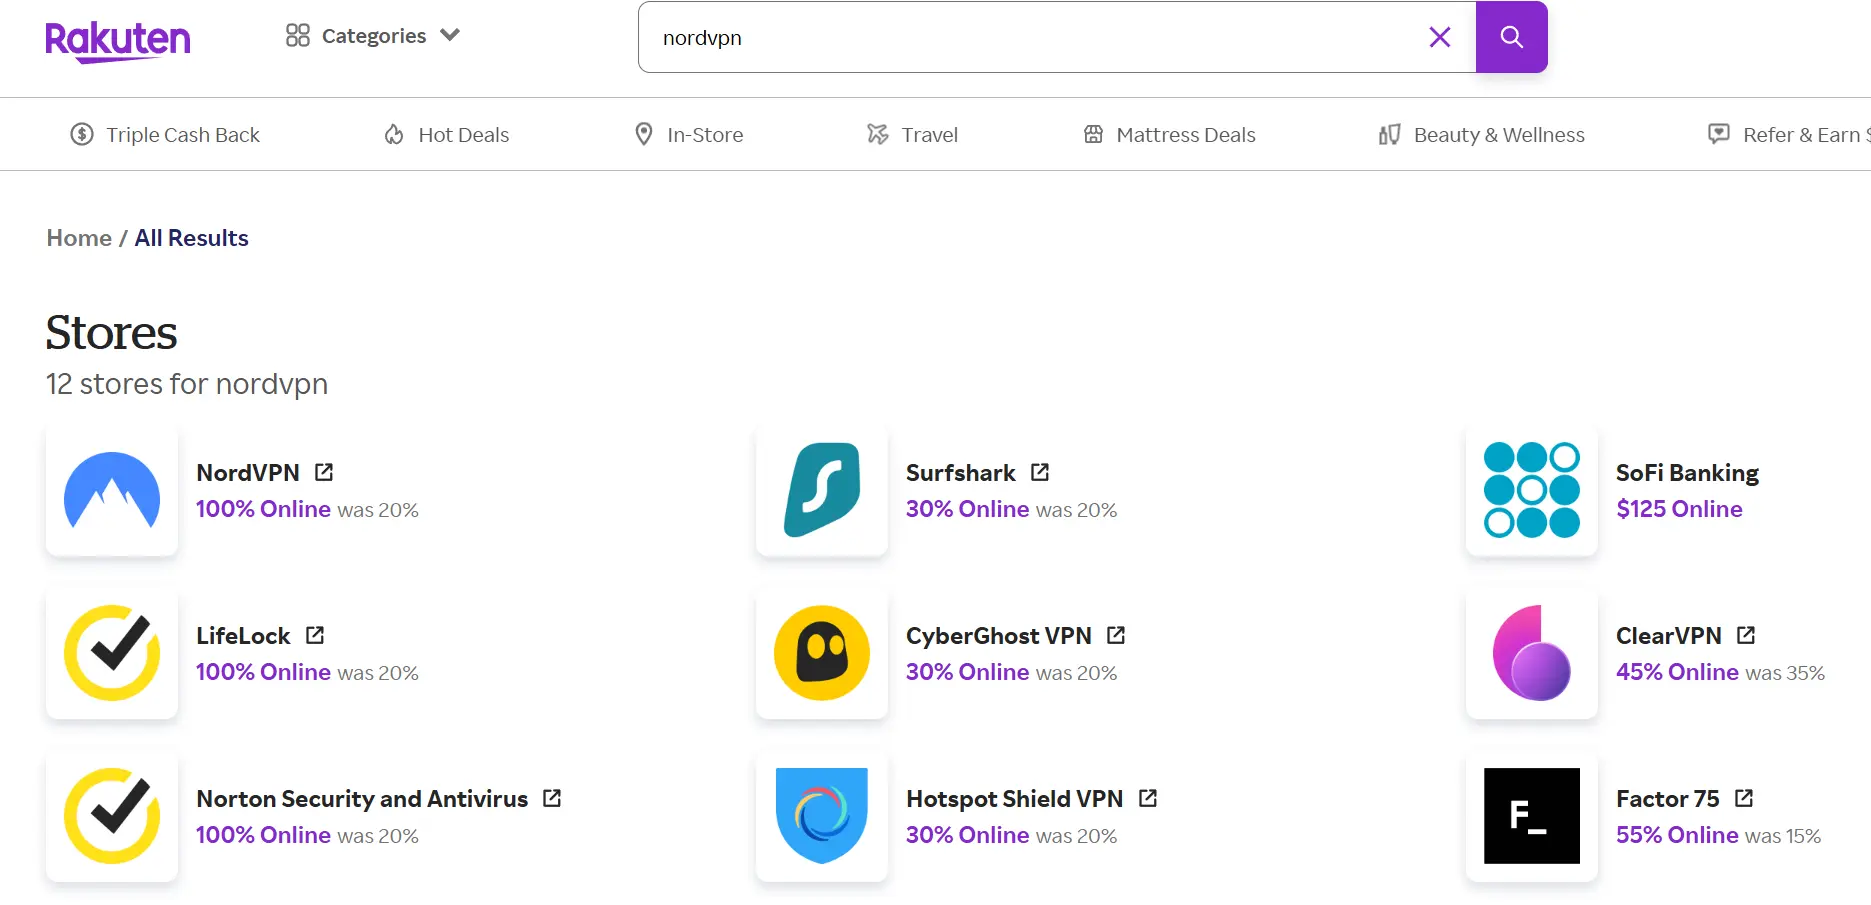 Rakuten
Categories
nordvpn
Triple Cash Back
Hot Deals
In-Store
Travel
Mattress Deals
Beauty & Wellness
Refer & Earn $
Home / All Results
Stores
12 stores for nordvpn
NordVPN
100% Online was 20%
Surfshark
30% Online was 20%
SoFi Banking
$125 Online
LifeLock
100% Online was 20%
CyberGhost VPN
30% Online was 20%
ClearVPN
45% Online was 35%
Norton Security and Antivirus
100% Online was 20%
Hotspot Shield VPN
30% Online was 20%
F_
Factor 75
55% Online was 15%